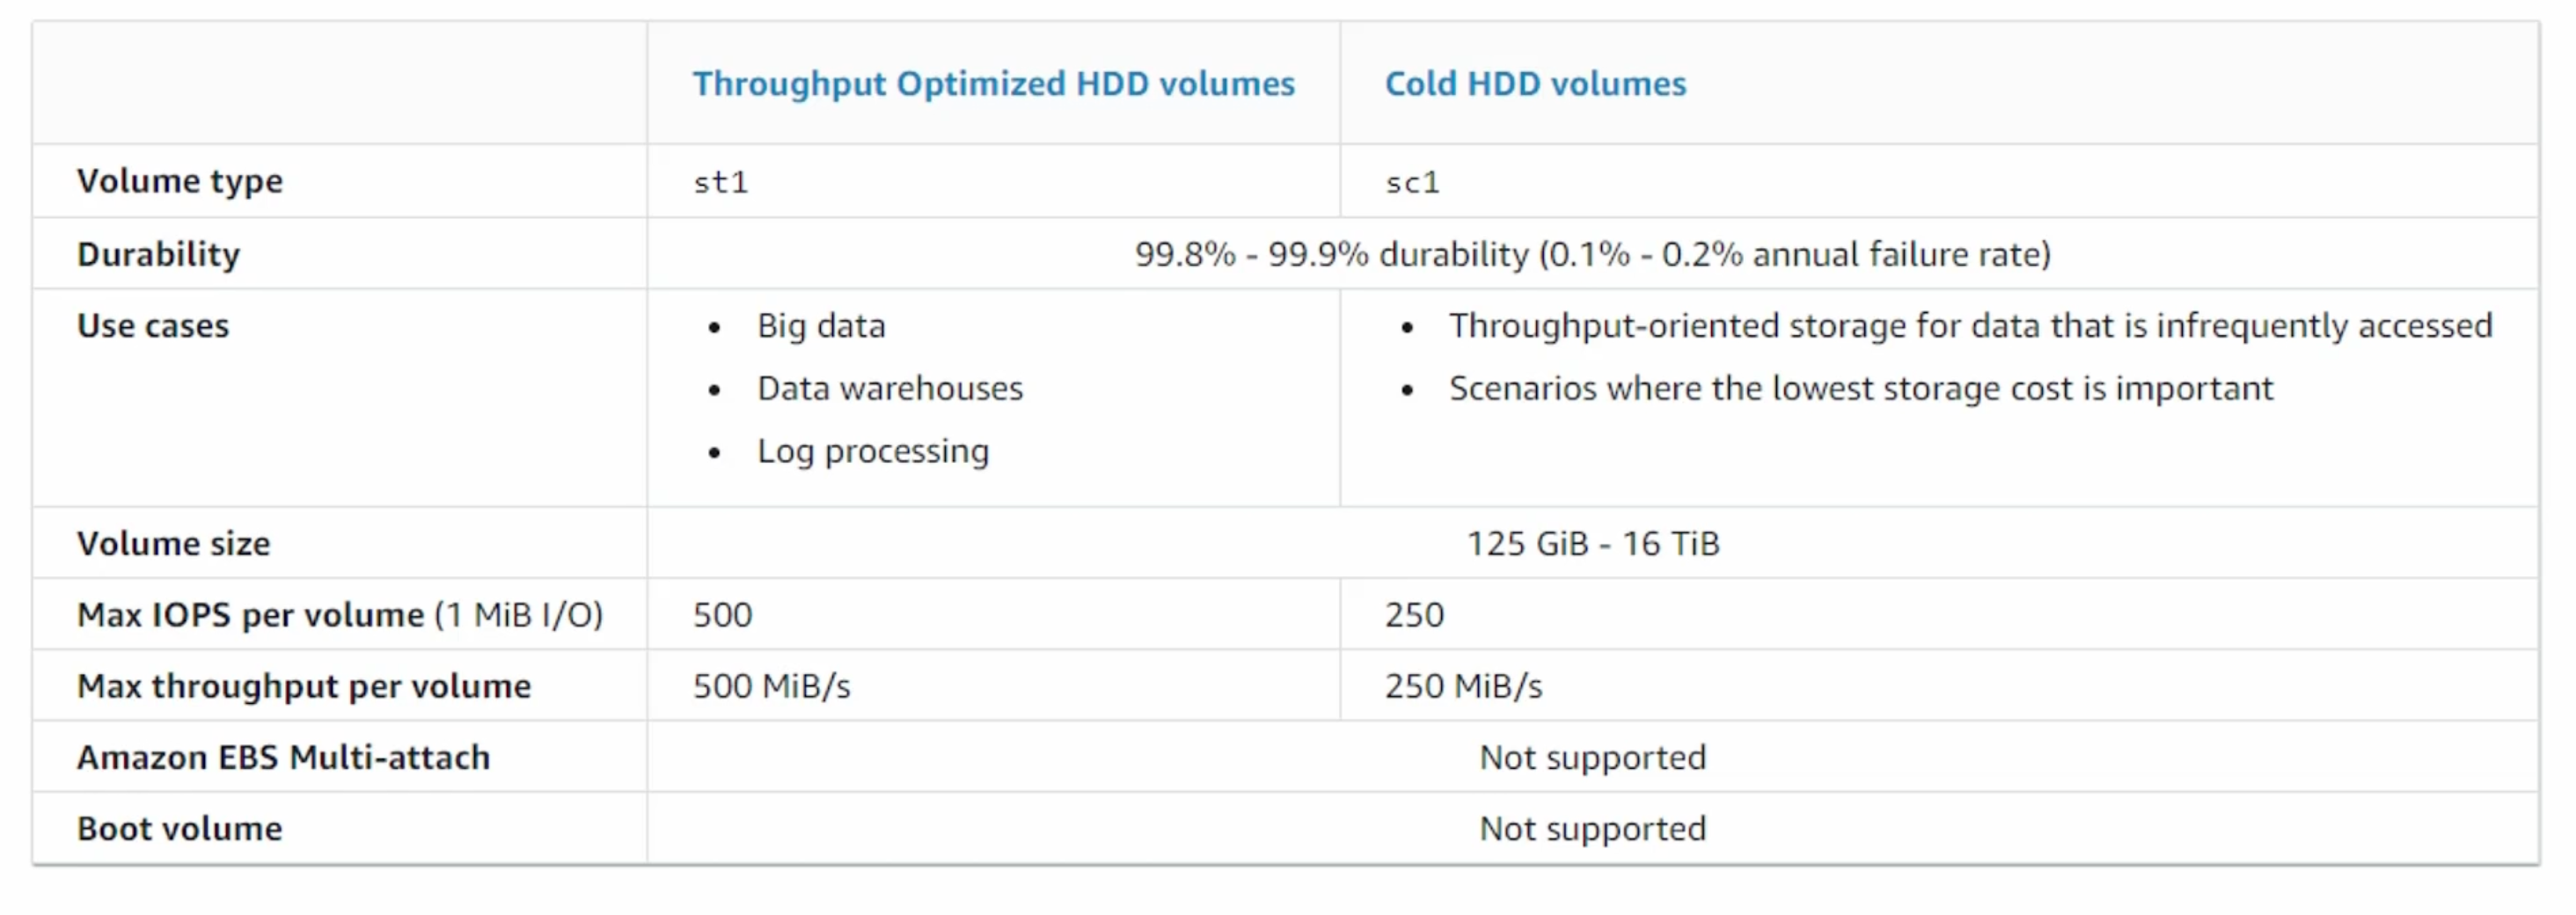 Throughput Optimized HDD volumes Cold HDD volumes
Volume type st1 sc1
Durability 99.8% - 99.9% durability (0.1% - 0.2% annual failure rate)
Use cases • Big data • Throughput-oriented storage for data that is infrequently accessed
• Data warehouses • Scenarios where the lowest storage cost is important
• Log processing
Volume size 125 GiB - 16 TiB
Max IOPS per volume (1 MiB I/O) 500 250
Max throughput per volume 500 MiB/s 250 MiB/s
Amazon EBS Multi-attach Not supported
Boot volume Not supported